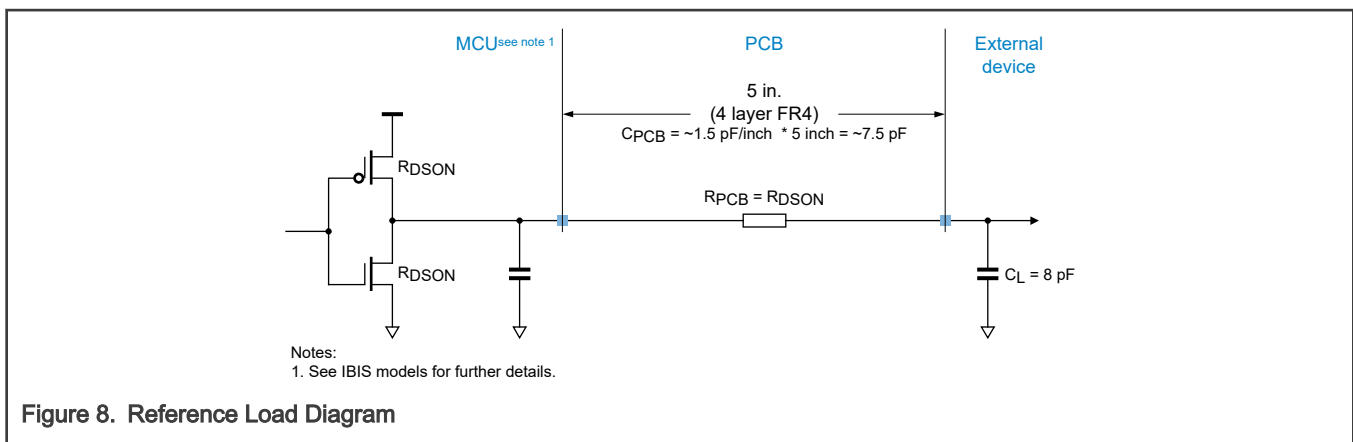 MCU see note 1
PCB
External
device
5 in.
(4 layer FR4)
CPCB = ~1.5 pF/inch * 5 inch = ~7.5 pF
RDSON
RPCB = RDSON
RDSON
CL = 8 pF
Notes:
1. See IBIS models for further details.
Figure 8. Reference Load Diagram